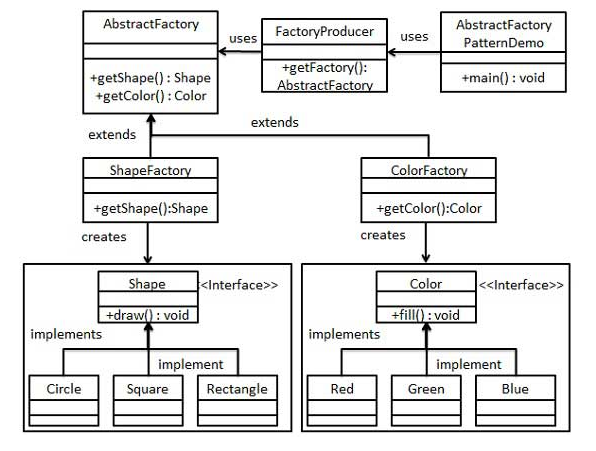 AbstractFactory
+getShape() : Shape
+getColor() : Color
uses
FactoryProducer
+getFactory():
AbstractFactory
uses
AbstractFactory
PatternDemo
+main() : void
extends
extends
ShapeFactory
+getShape():Shape
ColorFactory
+getColor():Color
creates
creates
Shape
<<Interface>>
+draw() : void
implements
implement
Circle
Square
Rectangle
Color
<<Interface>>
+fill() : void
implements
implement
Red
Green
Blue